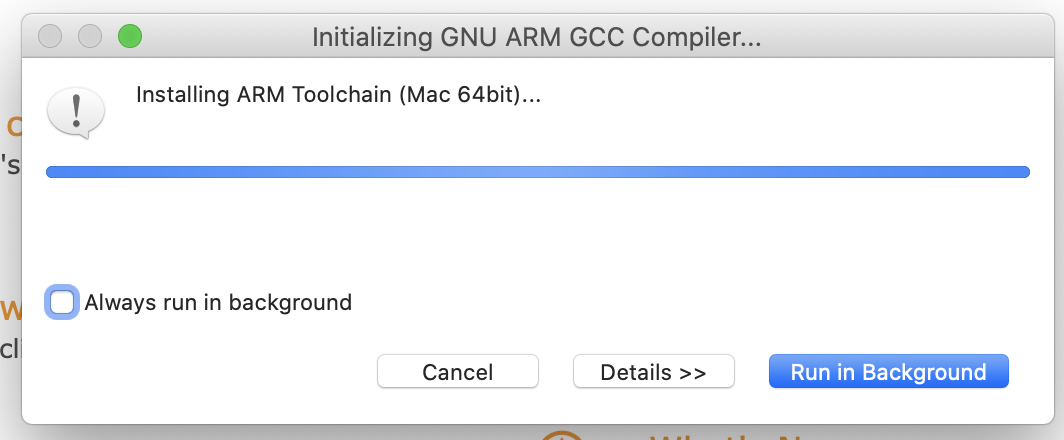 Initializing GNU ARM GCC Compiler...
Installing ARM Toolchain (Mac 64bit)...
's
Always run in background
cli
Cancel
Details >>
Run in Background